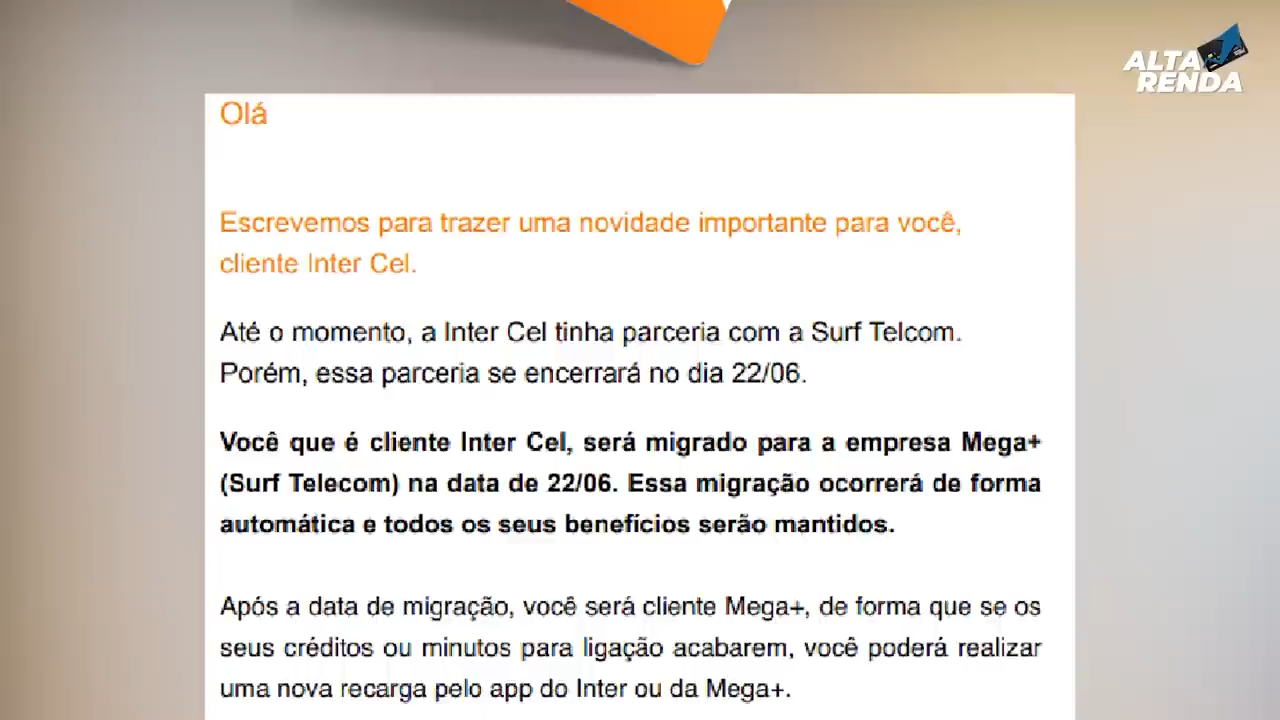 ALTA
RENDA
Olá
Escrevemos para trazer uma novidade importante para você,
cliente Inter Cel.
Até o momento, a Inter Cel tinha parceria com a Surf Telcom.
Porém, essa parceria se encerrará no dia 22/06.
Você que é cliente Inter Cel, será migrado para a empresa Mega+
(Surf Telecom) na data de 22/06. Essa migração ocorrerá de forma
automática e todos os seus benefícios serão mantidos.
Após a data de migração, você será cliente Mega+, de forma que se os
seus créditos ou minutos para ligação acabarem, você poderá realizar
uma nova recarga pelo app do Inter ou da Mega+.